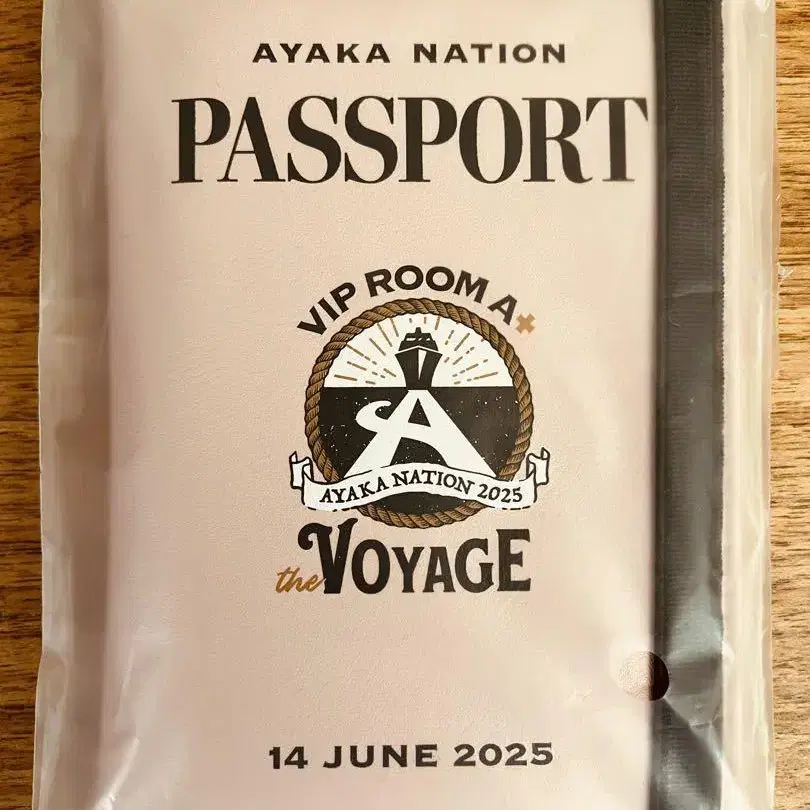 AYAKA NATION
PASSPORT
VIP ROOM A+
A
AYAKA NATION 2025
the VOYAGE
14 JUNE 2025